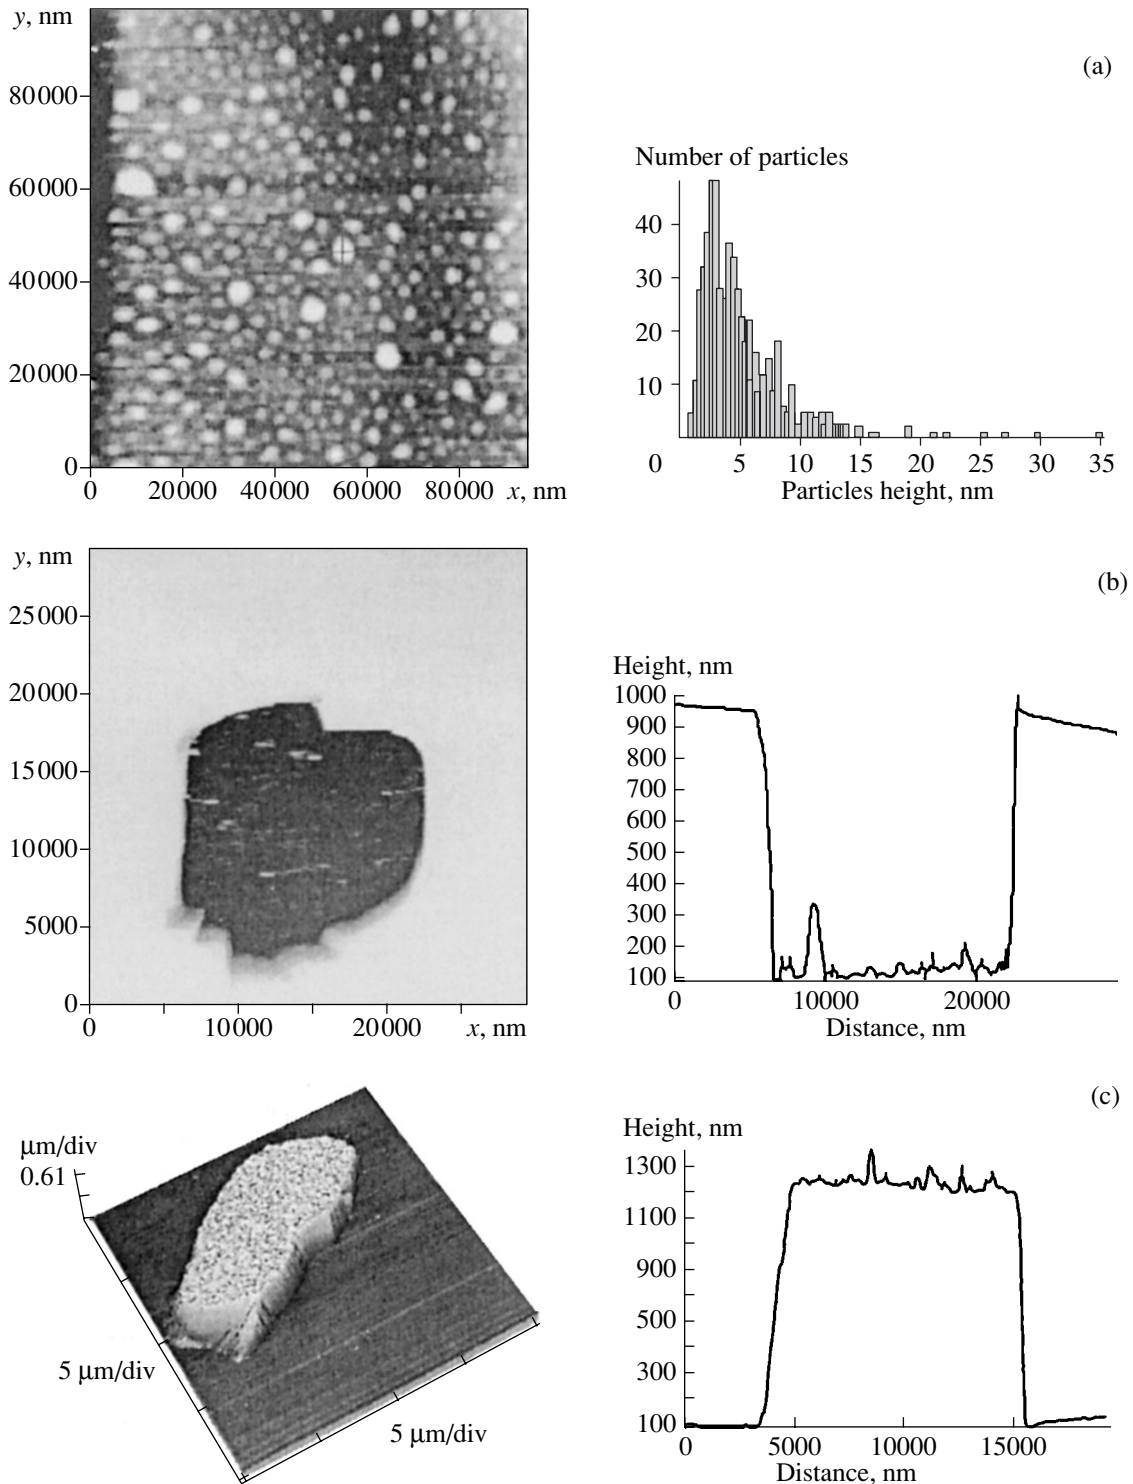 y, nm
80000
60000
40000
20000
0
0 20000 40000 60000 80000 x, nm
(a)
Number of particles
40
30
20
10
0 5 10 15 20 25 30 35
Particles height, nm
y, nm
25000
20000
15000
10000
5000
0
0 10000 20000 x, nm
(b)
Height, nm
1000
900
800
700
600
500
400
300
200
100
0 10000 20000
Distance, nm
µm/div
0.61
5 µm/div
5 µm/div
(c)
Height, nm
1300
1100
900
500
300
100
0 5000 10000 15000
Distance, nm